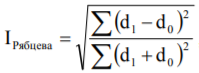 I_Рябцева = √(∑(d₁ − d₀)² / ∑(d₁ + d₀)²)